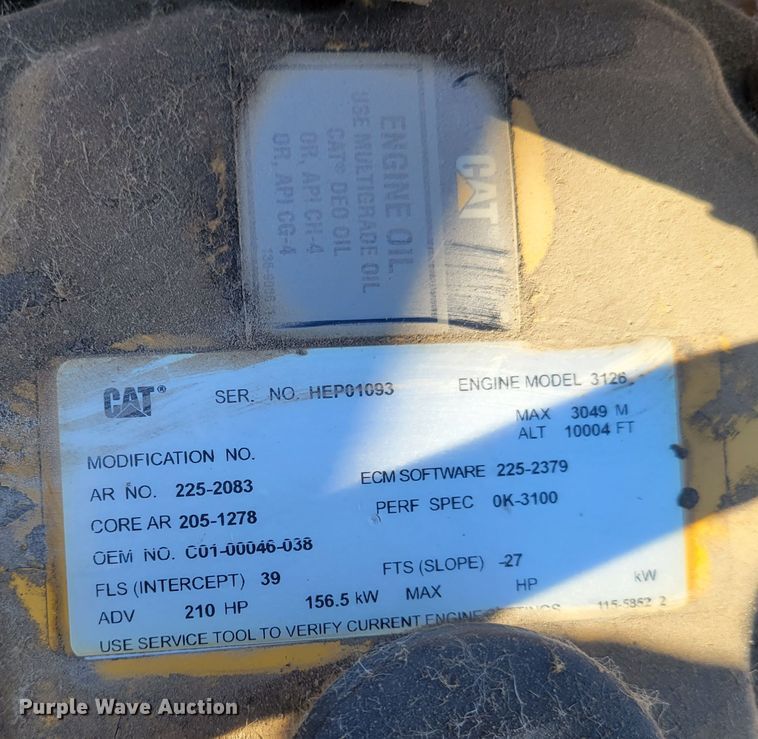 CAT
ENGINE OIL
USE MULTIGRADE OIL
CAT® DEO OIL
OR, API CH-4
OR, API CG-4
CAT®
SER. NO. HEP01093
ENGINE MODEL 3126
MAX 3049 M
ALT 10004 FT
MODIFICATION NO.
AR NO. 225-2083
ECM SOFTWARE 225-2379
CORE AR 205-1278
PERF SPEC 0K-3100
OEM NO. C01-00046-038
FLS (INTERCEPT) 39
FTS (SLOPE) -27
ADV 210 HP 156.5 kW MAX HP kW
USE SERVICE TOOL TO VERIFY CURRENT ENGINE SETTINGS 115-5862 2
Purple Wave Auction